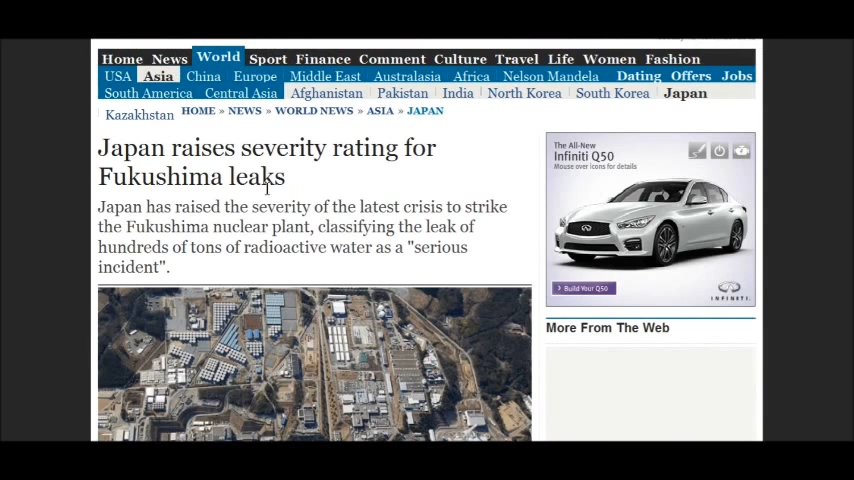 Home News World Sport Finance Comment Culture Travel Life Women Fashion
USA Asia China Europe Middle East Australasia Africa Nelson Mandela Dating Offers Jobs
South America Central Asia Afghanistan Pakistan India North Korea South Korea Japan
Kazakhstan HOME » NEWS » WORLD NEWS » ASIA » JAPAN
Japan raises severity rating for
Fukushima leaks
Japan has raised the severity of the latest crisis to strike
the Fukushima nuclear plant, classifying the leak of
hundreds of tons of radioactive water as a "serious
incident".
The All-New
Infiniti Q50
Mouse over icons for details
Build Your Q50
INFINITI
More From The Web